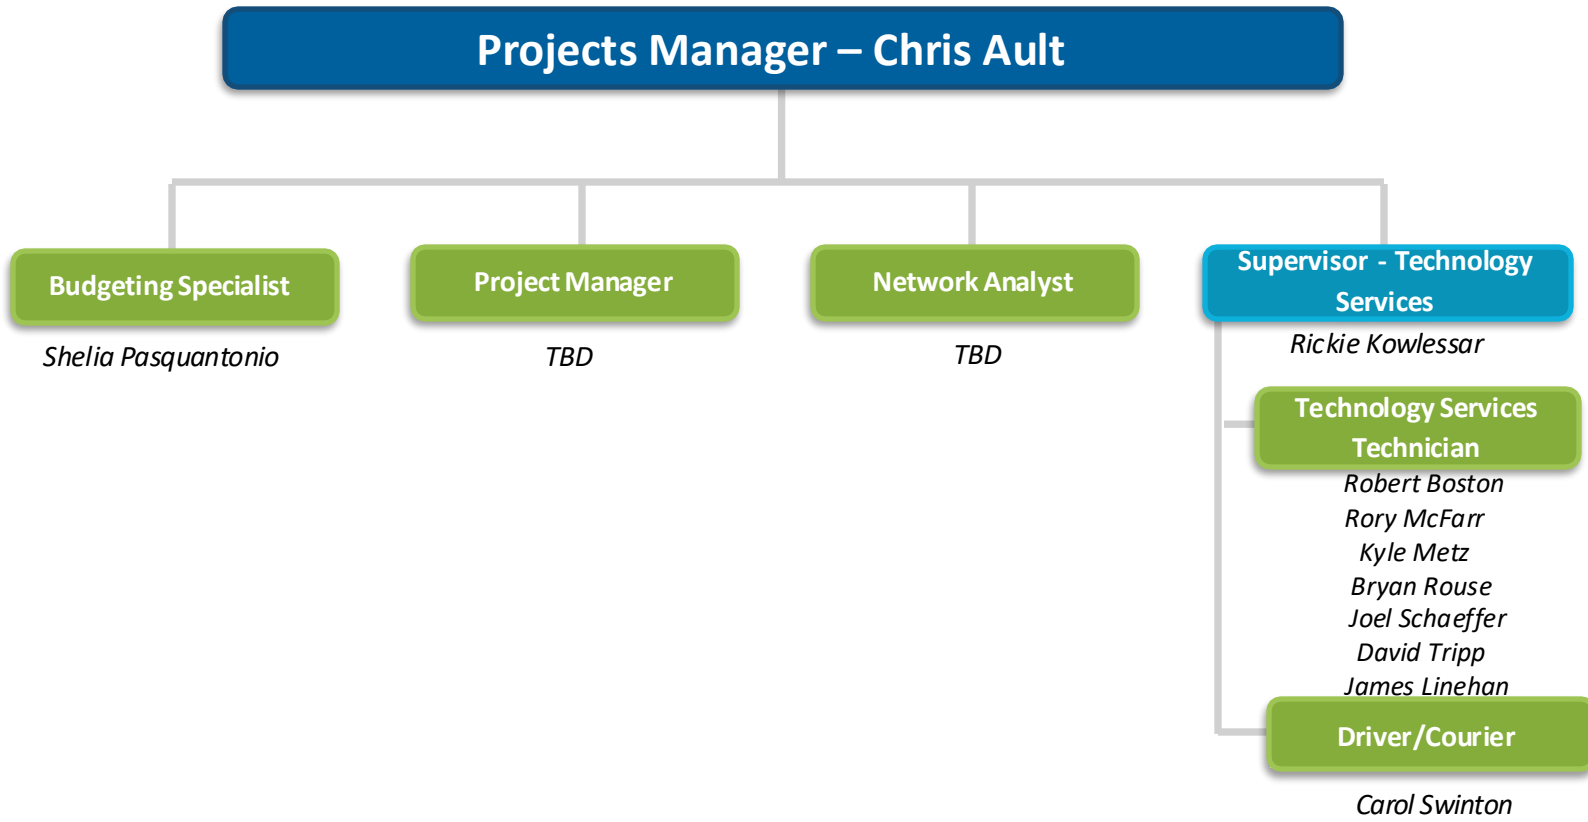 Projects Manager – Chris Ault
Budgeting Specialist
Shelia Pasquantonio
Project Manager
TBD
Network Analyst
TBD
Supervisor - Technology
Services
Rickie Kowlessar
Technology Services
Technician
Robert Boston
Rory McFarr
Kyle Metz
Bryan Rouse
Joel Schaeffer
David Tripp
James Linehan
Driver/Courier
Carol Swinton